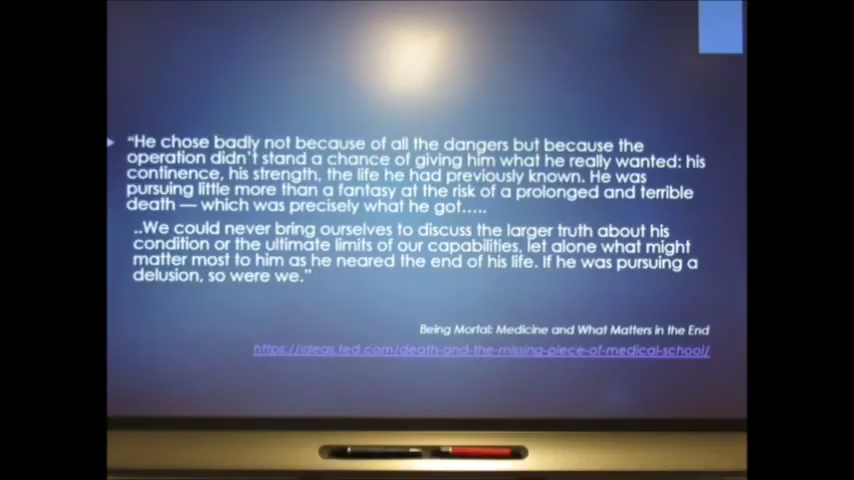 “He chose badly not because of all the dangers but because the
operation didn't stand a chance of giving him what he really wanted: his
continence, his strength, the life he had previously known. He was
pursuing little more than a fantasy at the risk of a prolonged and terrible
death — which was precisely what he got.....
..We could never bring ourselves to discuss the larger truth about his
condition or the ultimate limits of our capabilities, let alone what might
matter most to him as he neared the end of his life. If he was pursuing a
delusion, so were we.”
Being Mortal: Medicine and What Matters in the End
https://ideas.ted.com/death-and-the-missing-piece-of-medical-school/